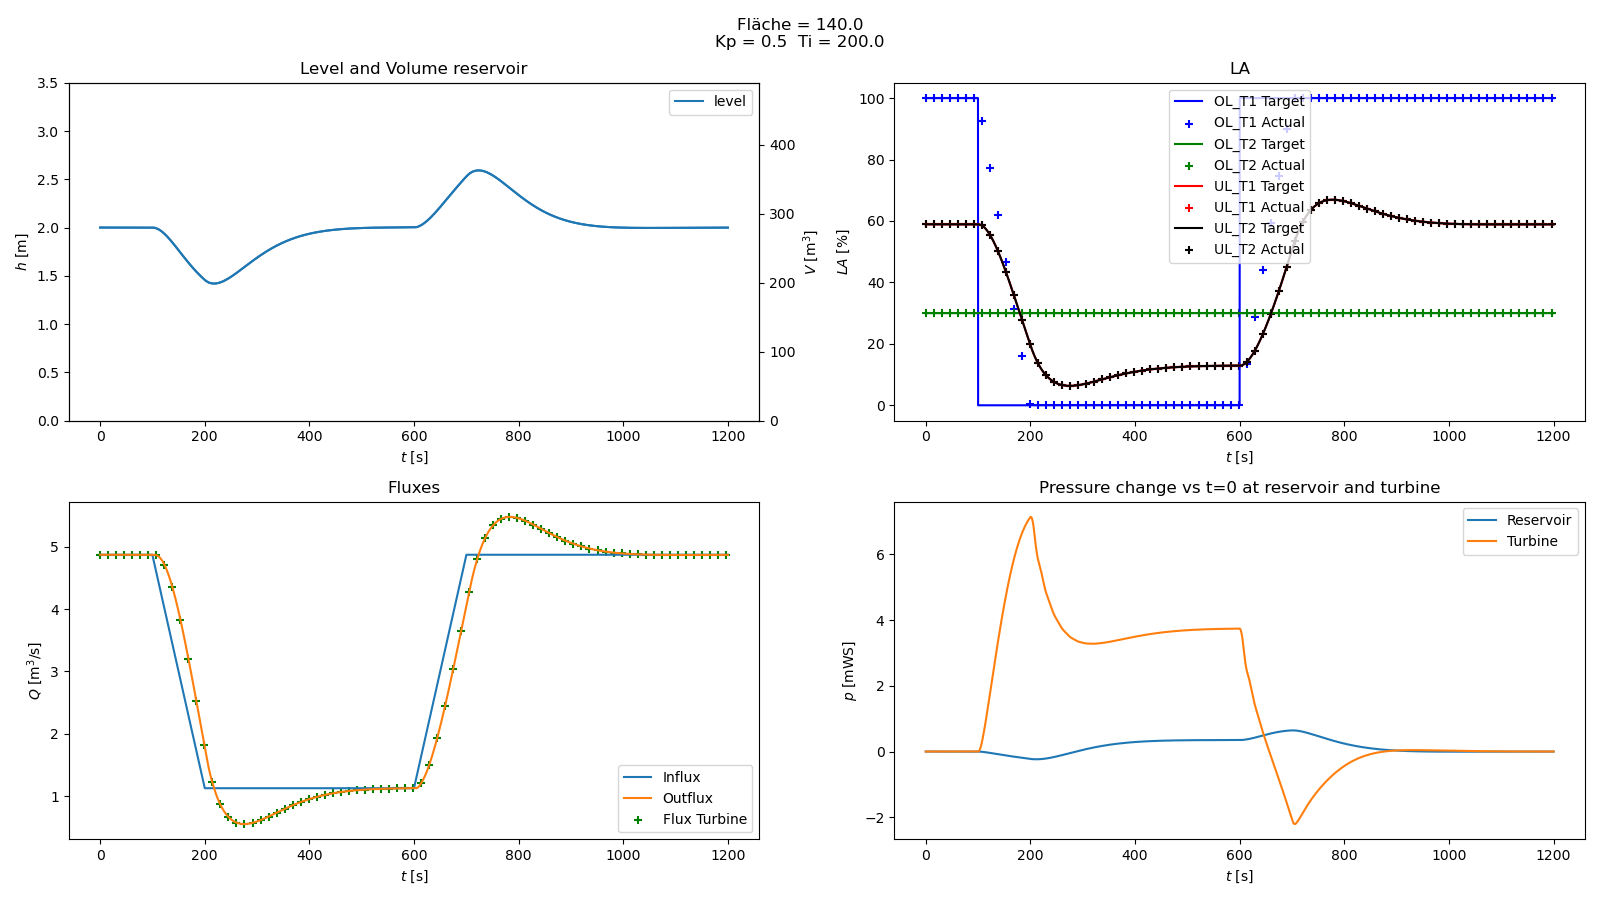 Fläche = 140.0
Kp = 0.5  Ti = 200.0
Level and Volume reservoir
3.5
3.0
2.5
2.0
1.5
1.0
0.5
0.0
h [m]
level
400
300
200
100
0
V [m³]
0 200 400 600 800 1000 1200
t [s]
LA
100
80
60
40
20
0
LA [%]
OL_T1 Target
OL_T1 Actual
OL_T2 Target
OL_T2 Actual
UL_T1 Target
UL_T1 Actual
UL_T2 Target
UL_T2 Actual
0 200 400 600 800 1000 1200
t [s]
Fluxes
5
4
3
2
1
Q [m³/s]
Influx
Outflux
Flux Turbine
0 200 400 600 800 1000 1200
t [s]
Pressure change vs t=0 at reservoir and turbine
6
4
2
0
−2
p [mWS]
Reservoir
Turbine
0 200 400 600 800 1000 1200
t [s]